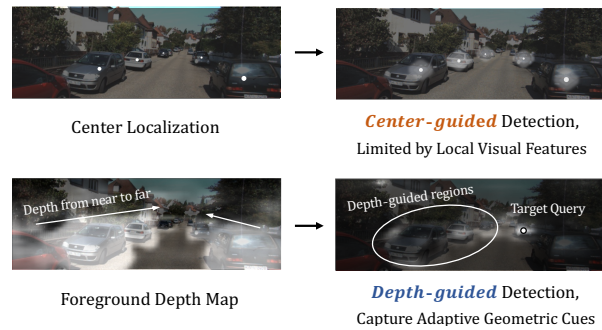 Center Localization
Center-guided Detection,
Limited by Local Visual Features
Depth from near to far
Depth-guided regions
Target Query
Foreground Depth Map
Depth-guided Detection,
Capture Adaptive Geometric Cues